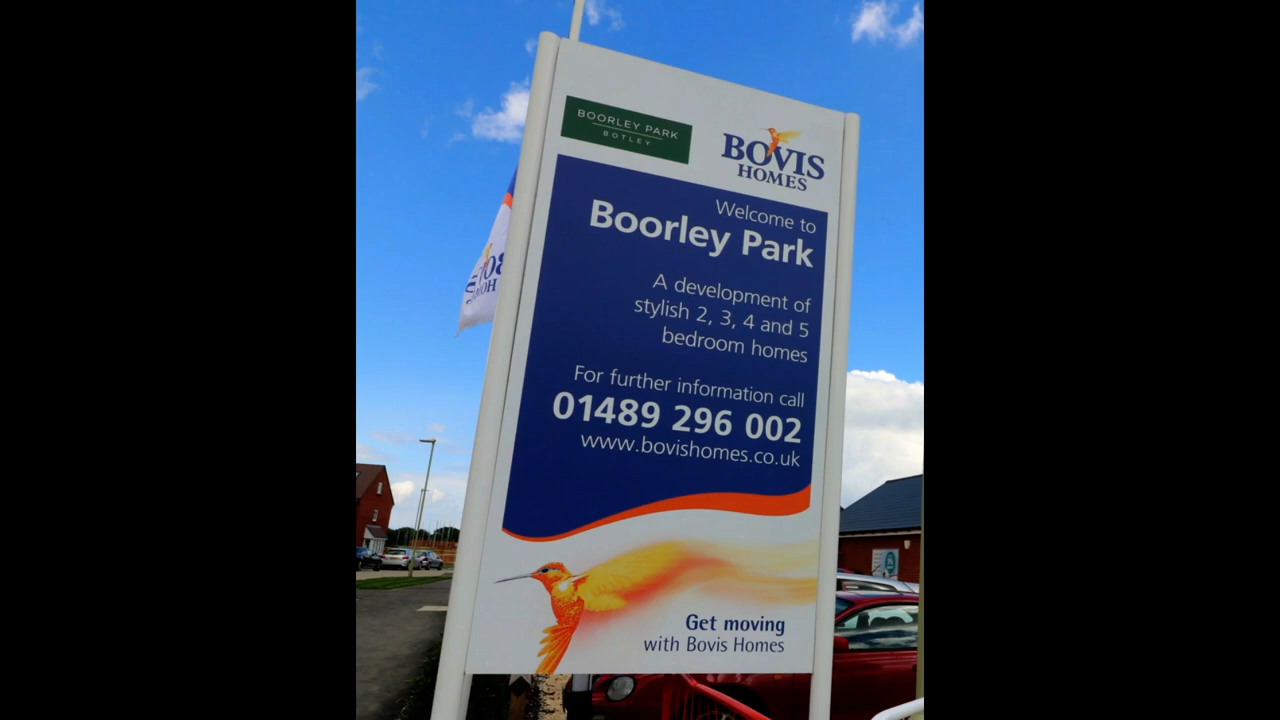 BOORLEY PARK
BOTLEY
BOVIS
HOMES
Welcome to
Boorley Park
A development of
stylish 2, 3, 4 and 5
bedroom homes
For further information call
01489 296 002
www.bovishomes.co.uk
Get moving
with Bovis Homes